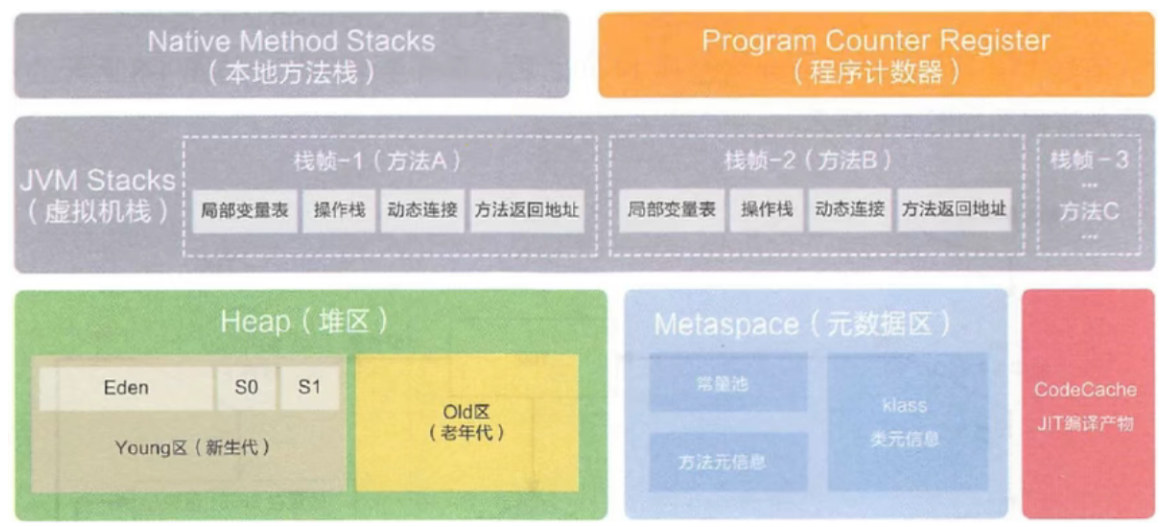 Native Method Stacks
（本地方法栈）
Program Counter Register
（程序计数器）
JVM Stacks
（虚拟机栈）
栈帧-1（方法A）
局部变量表
操作栈
动态连接
方法返回地址
栈帧-2（方法B）
局部变量表
操作栈
动态连接
方法返回地址
栈帧-3
...
方法C
...
Heap（堆区）
Eden
S0
S1
Young区（新生代）
Old区
（老年代）
Metaspace（元数据区）
常量池
方法元信息
klass
类元信息
CodeCache
JIT编译产物